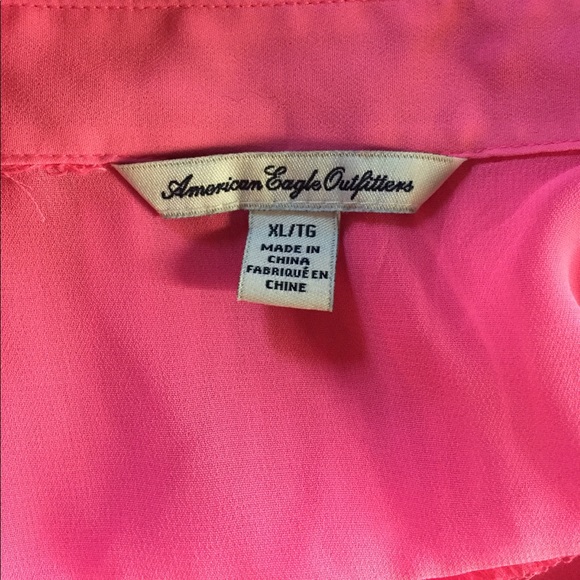 American Eagle Outfitters
XL/TG
MADE IN
CHINA
FABRIQUÉ EN
CHINE